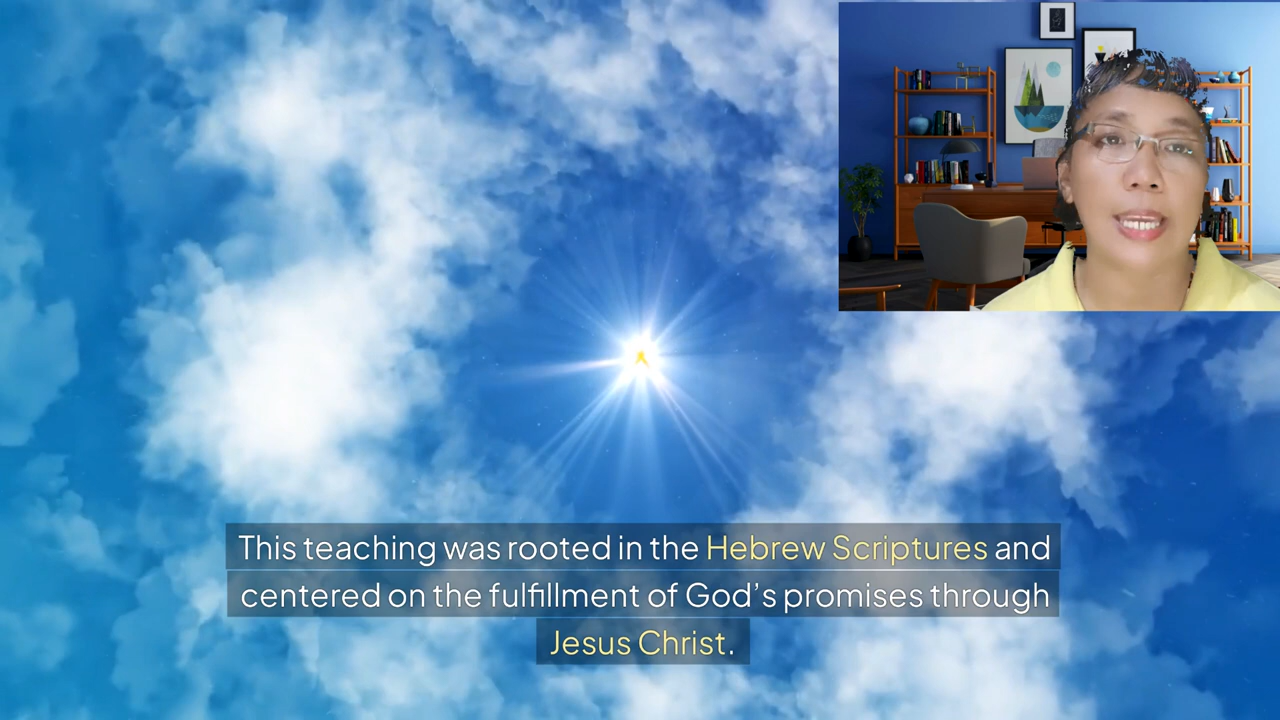 This teaching was rooted in the Hebrew Scriptures and
centered on the fulfillment of God’s promises through
Jesus Christ.